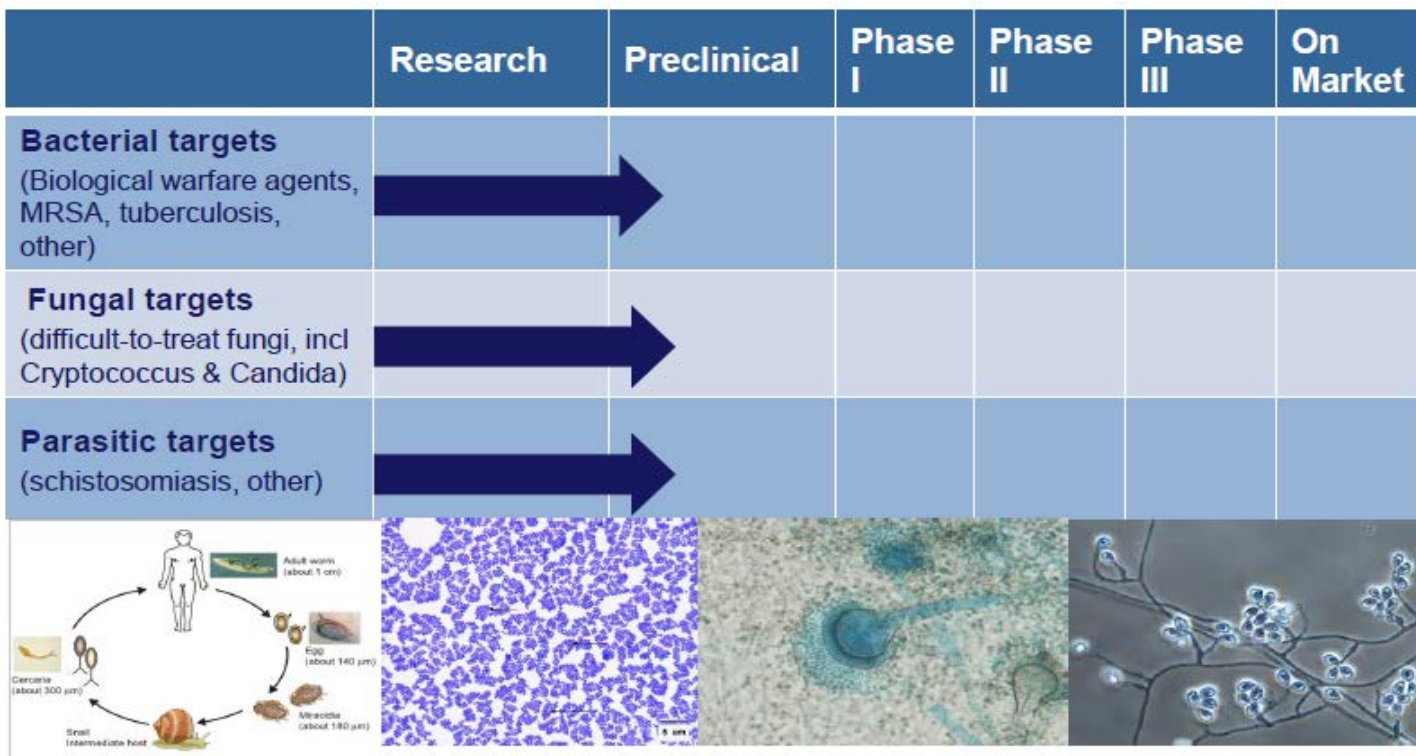 Research
Preclinical
Phase
I
Phase
II
Phase
III
On
Market
Bacterial targets
(Biological warfare agents,
MRSA, tuberculosis,
other)
Fungal targets
(difficult-to-treat fungi, incl
Cryptococcus & Candida)
Parasitic targets
(schistosomiasis, other)
Adult worm
(about 1 cm)
Egg
(about 140 µm)
Miracidia
(about 180 µm)
Snail
Intermediate host
Cercaria
(about 300 µm)
5 µm